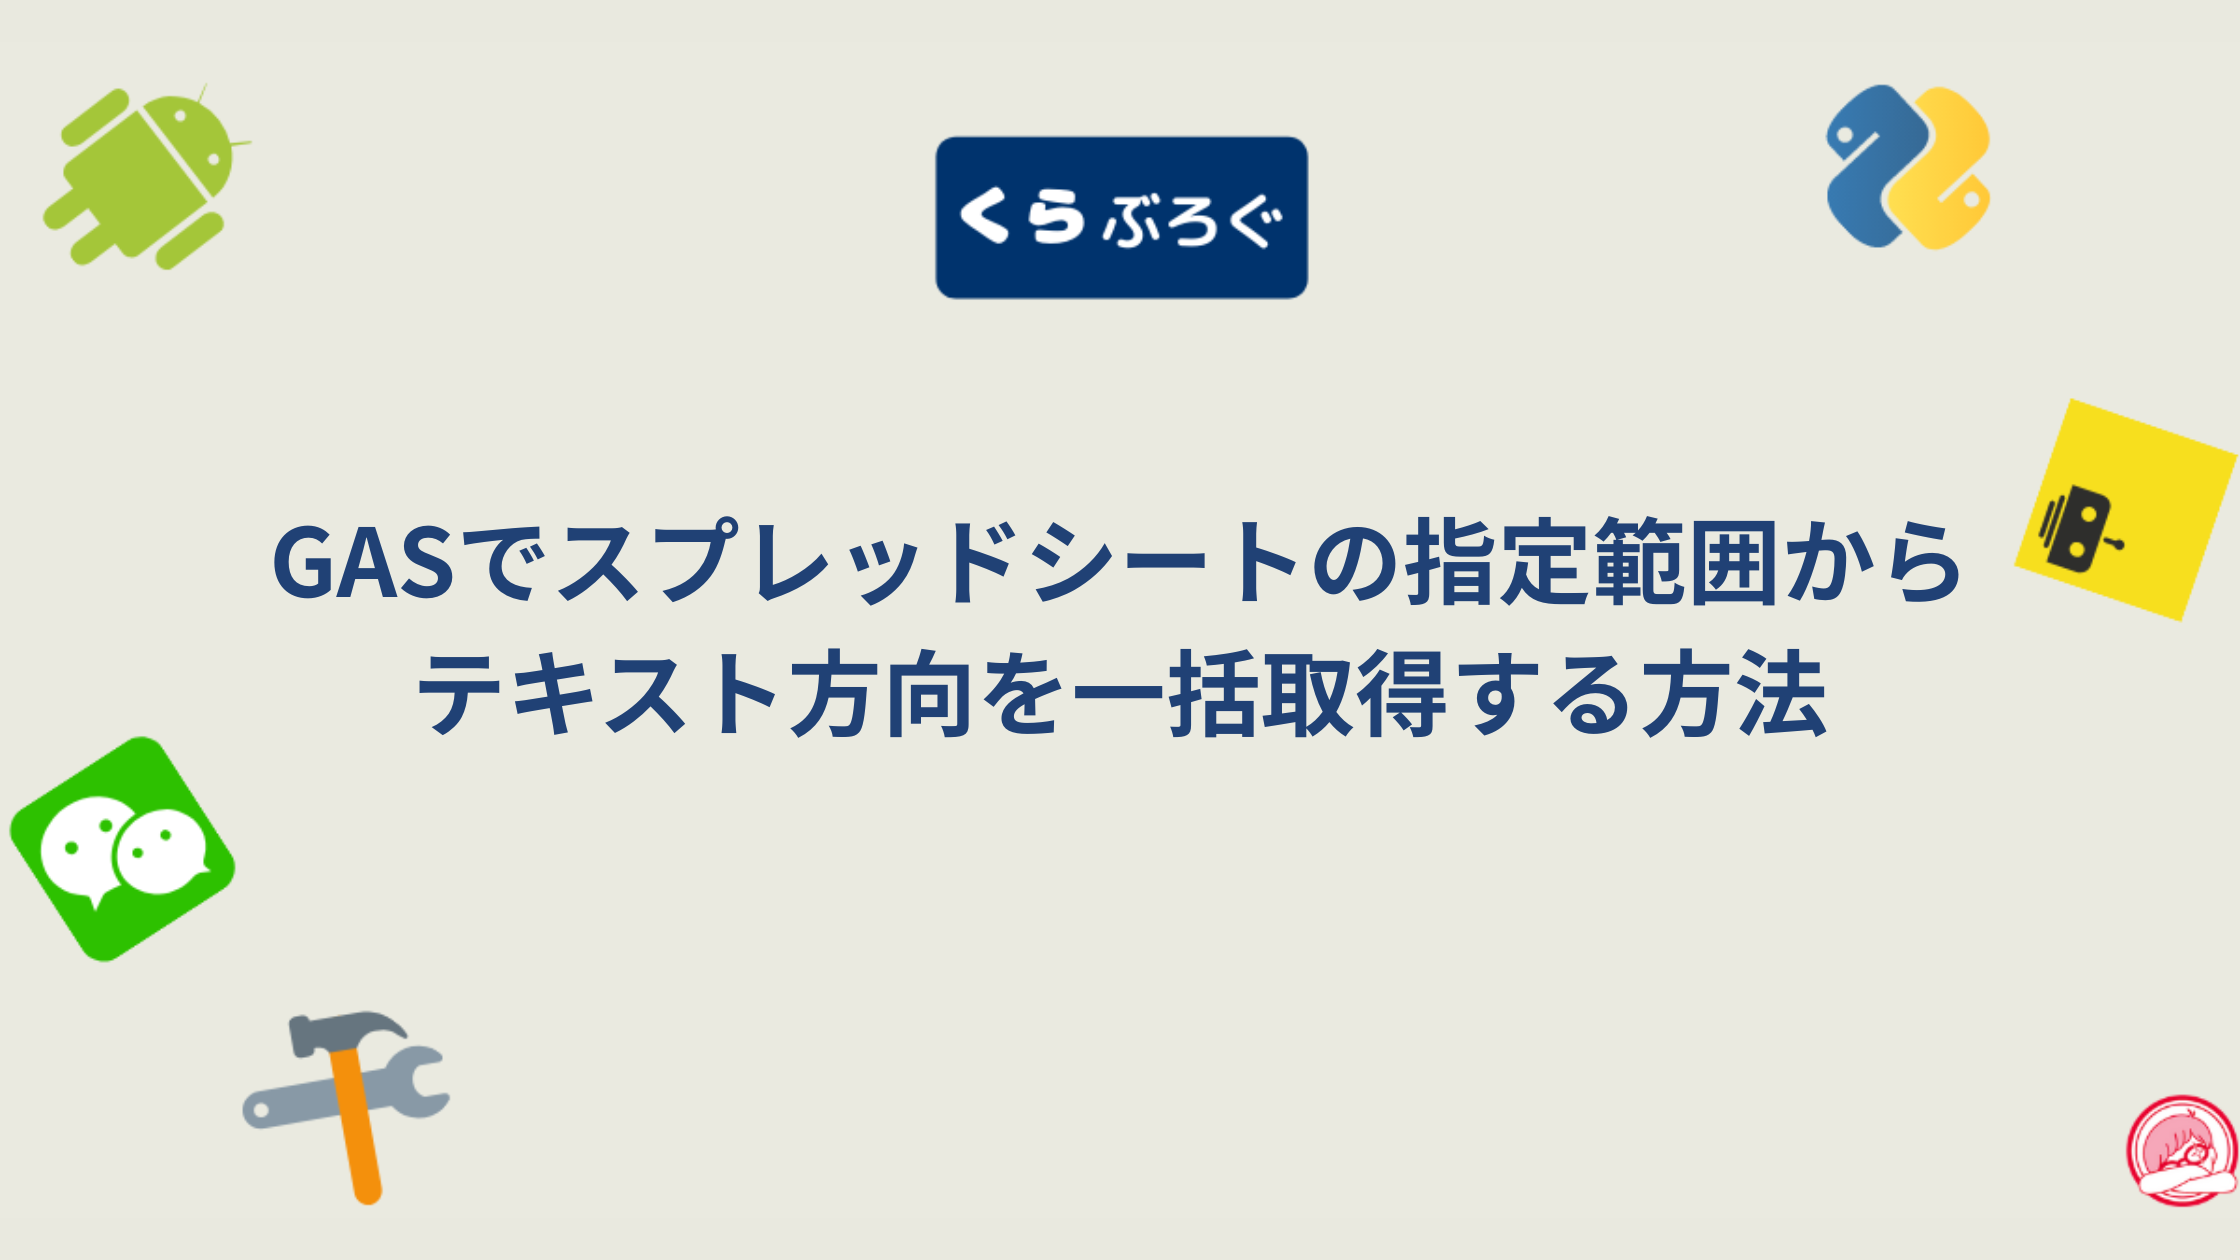 くらぶろぐ
GASでスプレッドシートの指定範囲から
テキスト方向を一括取得する方法